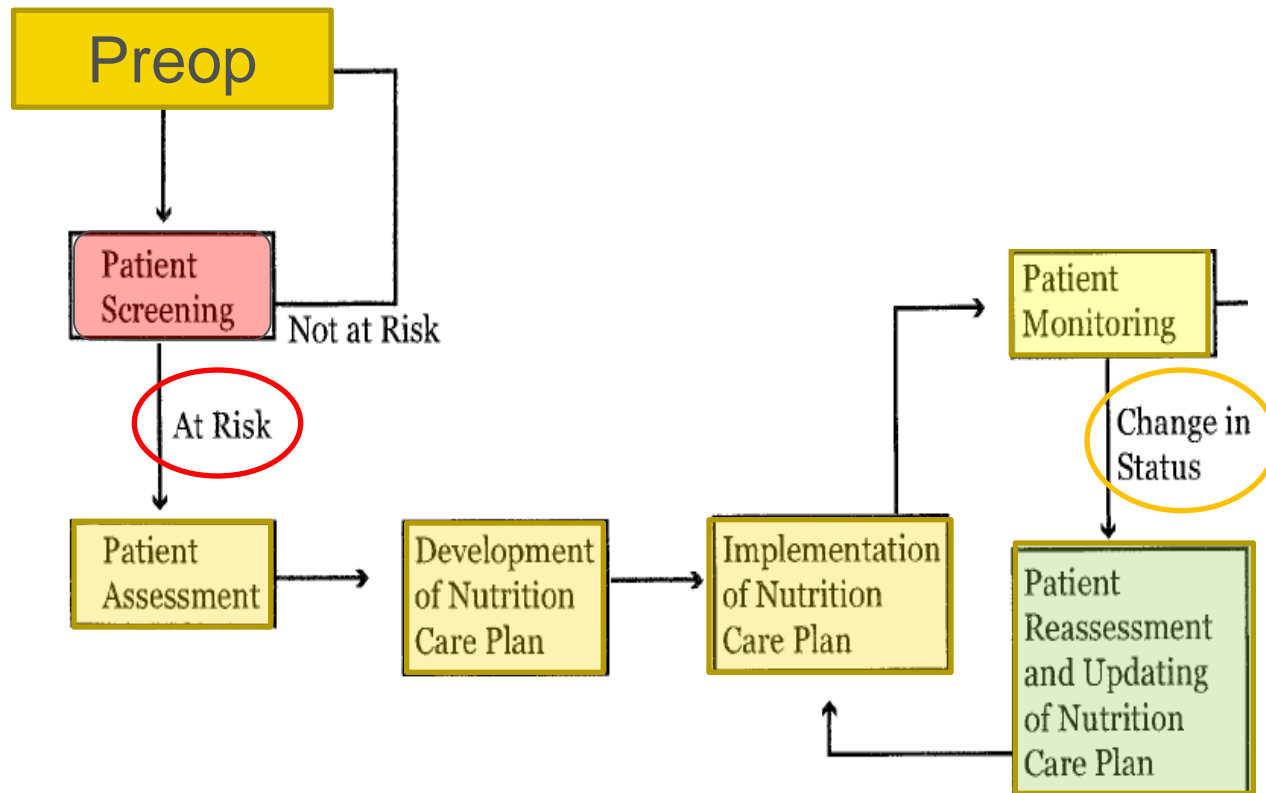 Preop
Patient
Screening
Not at Risk
At Risk
Patient
Assessment
Development
of Nutrition
Care Plan
Implementation
of Nutrition
Care Plan
Patient
Monitoring
Change in
Status
Patient
Reassessment
and Updating
of Nutrition
Care Plan